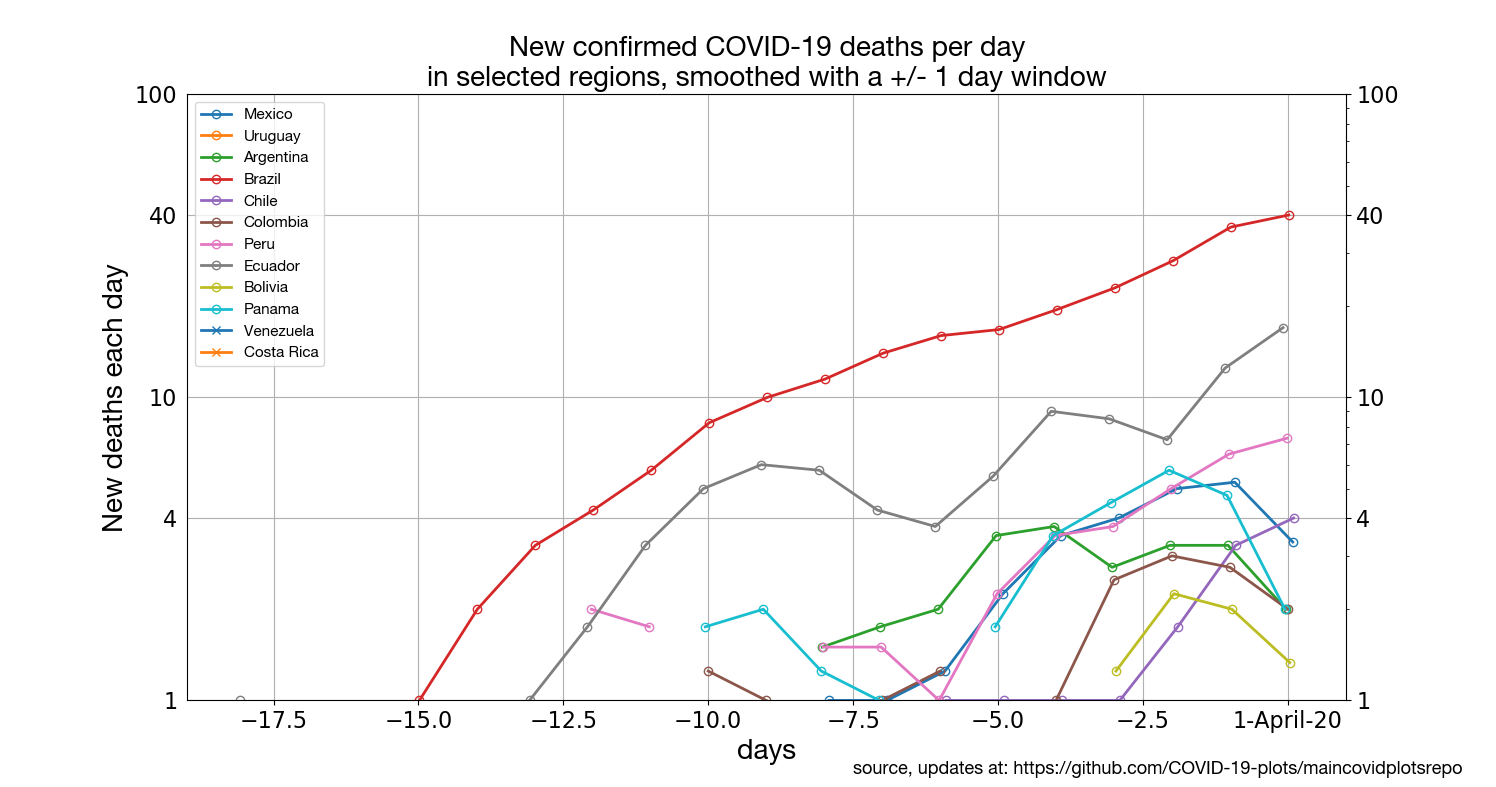 New confirmed COVID-19 deaths per day
in selected regions, smoothed with a +/- 1 day window
100
40
10
4
1
New deaths each day
Mexico
Uruguay
Argentina
Brazil
Chile
Colombia
Peru
Ecuador
Bolivia
Panama
Venezuela
Costa Rica
100
40
10
4
1
−17.5 −15.0 −12.5 −10.0 −7.5 −5.0 −2.5 1-April-20
days
source, updates at: https://github.com/COVID-19-plots/maincovidplotsrepo